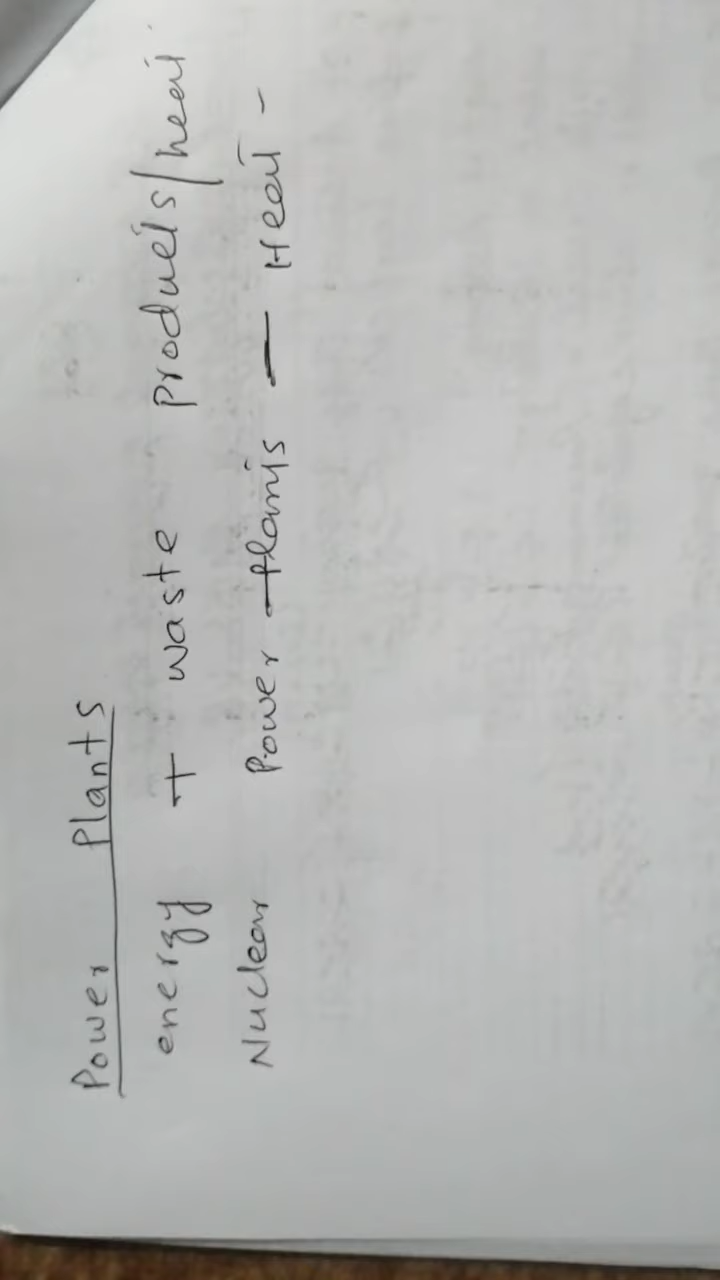 Power Plants
energy + waste products/heat
Nuclear Power plants - Heat -